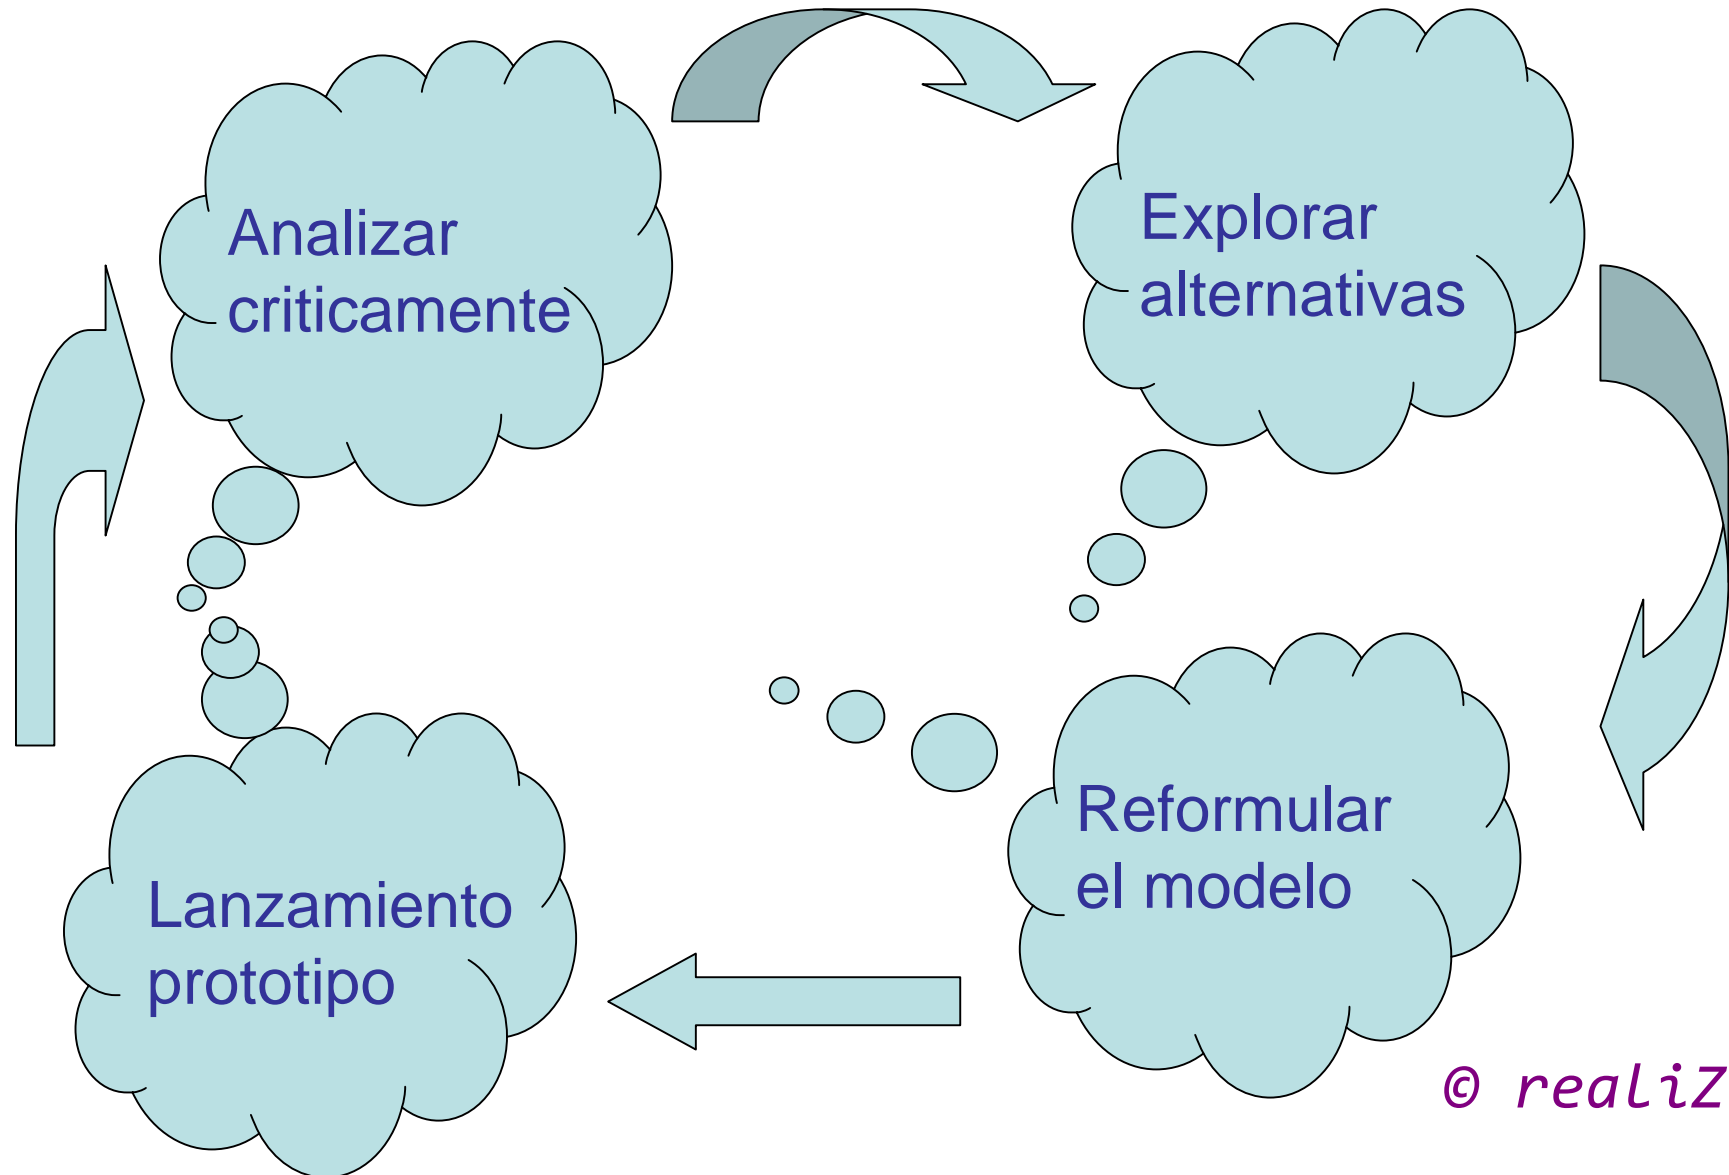 Analizar
criticamente
Explorar
alternativas
Reformular
el modelo
Lanzamiento
prototipo
© realiZ